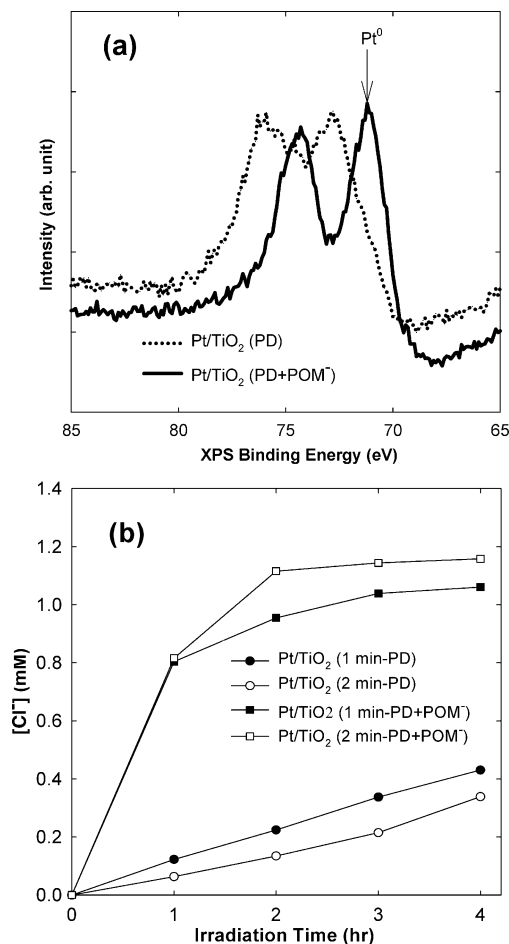 (a)
Pt⁰
Intensity (arb. unit)
Pt/TiO₂ (PD)
Pt/TiO₂ (PD+POM⁻)
85 80 75 70 65
XPS Binding Energy (eV)
(b)
1.4
1.2
1.0
0.8
0.6
0.4
0.2
0.0
[Cl⁻] (mM)
Pt/TiO₂ (1 min-PD)
Pt/TiO₂ (2 min-PD)
Pt/TiO2 (1 min-PD+POM⁻)
Pt/TiO₂ (2 min-PD+POM⁻)
0 1 2 3 4
Irradiation Time (hr)